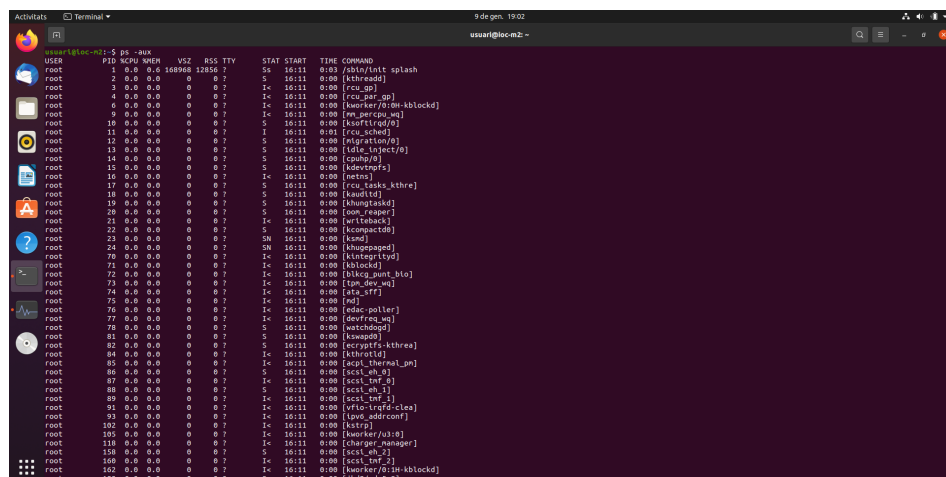 Activitats Terminal 9 de gen. 19:02
usuari@ioc-m2: ~
usuari@ioc-m2:~$ ps -aux
USER PID %CPU %MEM VSZ RSS TTY STAT START TIME COMMAND
root 1 0.0 0.6 168968 12856 ? Ss 16:11 0:03 /sbin/init splash
root 2 0.0 0.0 0 0 ? S 16:11 0:00 [kthreadd]
root 3 0.0 0.0 0 0 ? I< 16:11 0:00 [rcu_gp]
root 4 0.0 0.0 0 0 ? I< 16:11 0:00 [rcu_par_gp]
root 6 0.0 0.0 0 0 ? I< 16:11 0:00 [kworker/0:0H-kblockd]
root 9 0.0 0.0 0 0 ? I< 16:11 0:00 [mm_percpu_wq]
root 10 0.0 0.0 0 0 ? S 16:11 0:00 [ksoftirqd/0]
root 11 0.0 0.0 0 0 ? I 16:11 0:01 [rcu_sched]
root 12 0.0 0.0 0 0 ? S 16:11 0:00 [migration/0]
root 13 0.0 0.0 0 0 ? S 16:11 0:00 [idle_inject/0]
root 14 0.0 0.0 0 0 ? S 16:11 0:00 [cpuhp/0]
root 15 0.0 0.0 0 0 ? S 16:11 0:00 [kdevtmpfs]
root 16 0.0 0.0 0 0 ? I< 16:11 0:00 [netns]
root 17 0.0 0.0 0 0 ? S 16:11 0:00 [rcu_tasks_kthre]
root 18 0.0 0.0 0 0 ? S 16:11 0:00 [kauditd]
root 19 0.0 0.0 0 0 ? S 16:11 0:00 [khungtaskd]
root 20 0.0 0.0 0 0 ? S 16:11 0:00 [oom_reaper]
root 21 0.0 0.0 0 0 ? I< 16:11 0:00 [writeback]
root 22 0.0 0.0 0 0 ? S 16:11 0:00 [kcompactd0]
root 23 0.0 0.0 0 0 ? SN 16:11 0:00 [ksmd]
root 24 0.0 0.0 0 0 ? SN 16:11 0:00 [khugepaged]
root 70 0.0 0.0 0 0 ? I< 16:11 0:00 [kintegrityd]
root 71 0.0 0.0 0 0 ? I< 16:11 0:00 [kblockd]
root 72 0.0 0.0 0 0 ? I< 16:11 0:00 [blkcg_punt_bio]
root 73 0.0 0.0 0 0 ? I< 16:11 0:00 [tpm_dev_wq]
root 74 0.0 0.0 0 0 ? I< 16:11 0:00 [ata_sff]
root 75 0.0 0.0 0 0 ? I< 16:11 0:00 [md]
root 76 0.0 0.0 0 0 ? I< 16:11 0:00 [edac-poller]
root 77 0.0 0.0 0 0 ? I< 16:11 0:00 [devfreq_wq]
root 78 0.0 0.0 0 0 ? S 16:11 0:00 [watchdogd]
root 81 0.0 0.0 0 0 ? S 16:11 0:00 [kswapd0]
root 82 0.0 0.0 0 0 ? S 16:11 0:00 [ecryptfs-kthrea]
root 84 0.0 0.0 0 0 ? I< 16:11 0:00 [kthrotld]
root 85 0.0 0.0 0 0 ? I< 16:11 0:00 [acpi_thermal_pm]
root 86 0.0 0.0 0 0 ? S 16:11 0:00 [scsi_eh_0]
root 87 0.0 0.0 0 0 ? I< 16:11 0:00 [scsi_tmf_0]
root 88 0.0 0.0 0 0 ? S 16:11 0:00 [scsi_eh_1]
root 89 0.0 0.0 0 0 ? I< 16:11 0:00 [scsi_tmf_1]
root 91 0.0 0.0 0 0 ? I< 16:11 0:00 [vfio-irqfd-clea]
root 93 0.0 0.0 0 0 ? I< 16:11 0:00 [ipv6_addrconf]
root 102 0.0 0.0 0 0 ? I< 16:11 0:00 [kstrp]
root 105 0.0 0.0 0 0 ? I< 16:11 0:00 [kworker/u3:0]
root 118 0.0 0.0 0 0 ? I< 16:11 0:00 [charger_manager]
root 158 0.0 0.0 0 0 ? S 16:11 0:00 [scsi_eh_2]
root 160 0.0 0.0 0 0 ? I< 16:11 0:00 [scsi_tmf_2]
root 162 0.0 0.0 0 0 ? I< 16:11 0:00 [kworker/0:1H-kblockd]